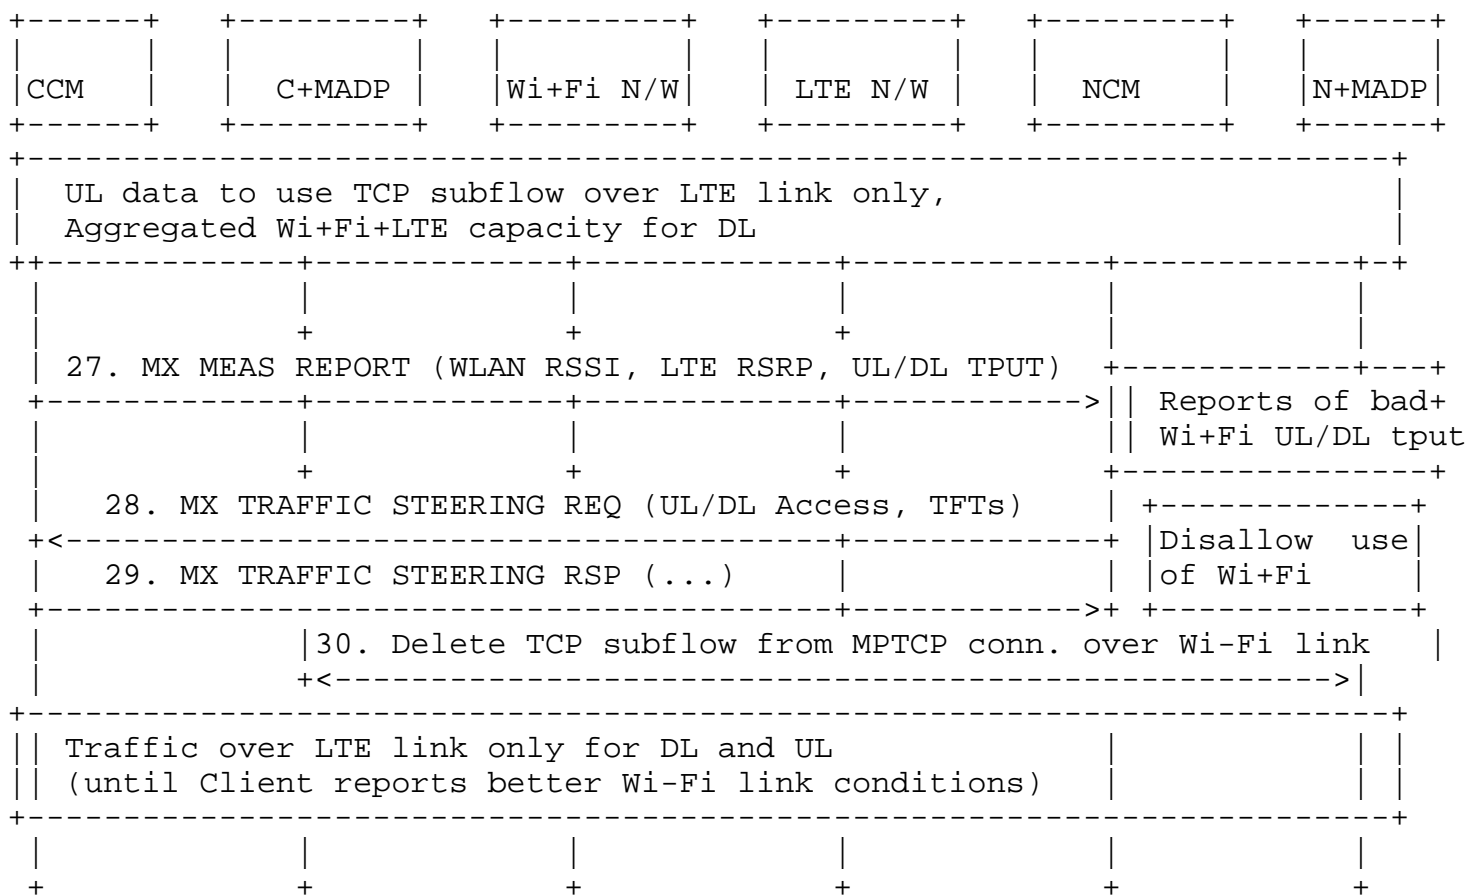 CCM C+MADP Wi+Fi N/W LTE N/W NCM N+MADP
UL data to use TCP subflow over LTE link only,
Aggregated Wi+Fi+LTE capacity for DL
27. MX MEAS REPORT (WLAN RSSI, LTE RSRP, UL/DL TPUT)
Reports of bad+
Wi+Fi UL/DL tput
28. MX TRAFFIC STEERING REQ (UL/DL Access, TFTs)
Disallow use
29. MX TRAFFIC STEERING RSP (...)
of Wi+Fi
30. Delete TCP subflow from MPTCP conn. over Wi-Fi link
Traffic over LTE link only for DL and UL
(until Client reports better Wi-Fi link conditions)